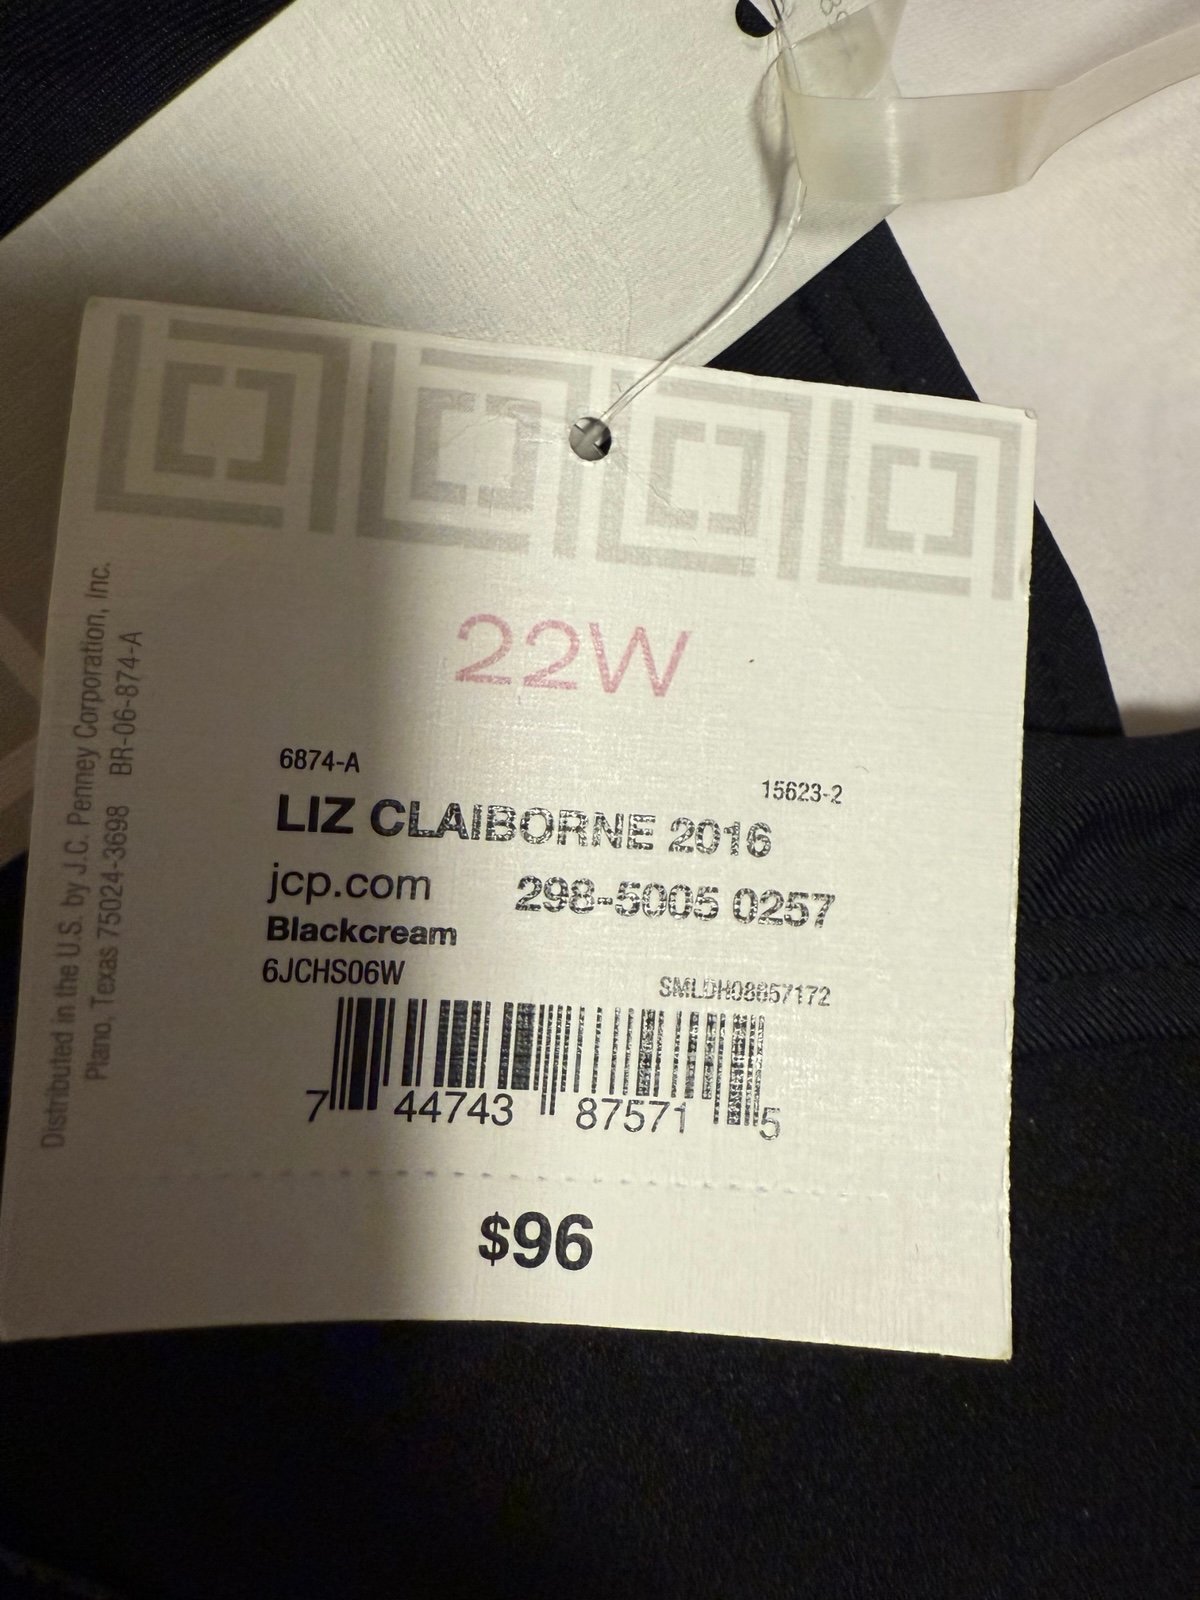 22W
6874-A
15623-2
LIZ CLAIBORNE 2016
jcp.com 298-5005 0257
Blackcream
6JCHS06W
SMLDH08657172
7 44743 87571 5
$96
Distributed in the U.S. by J.C. Penney Corporation, Inc.
Plano, Texas 75024-3698 BR-06-874-A